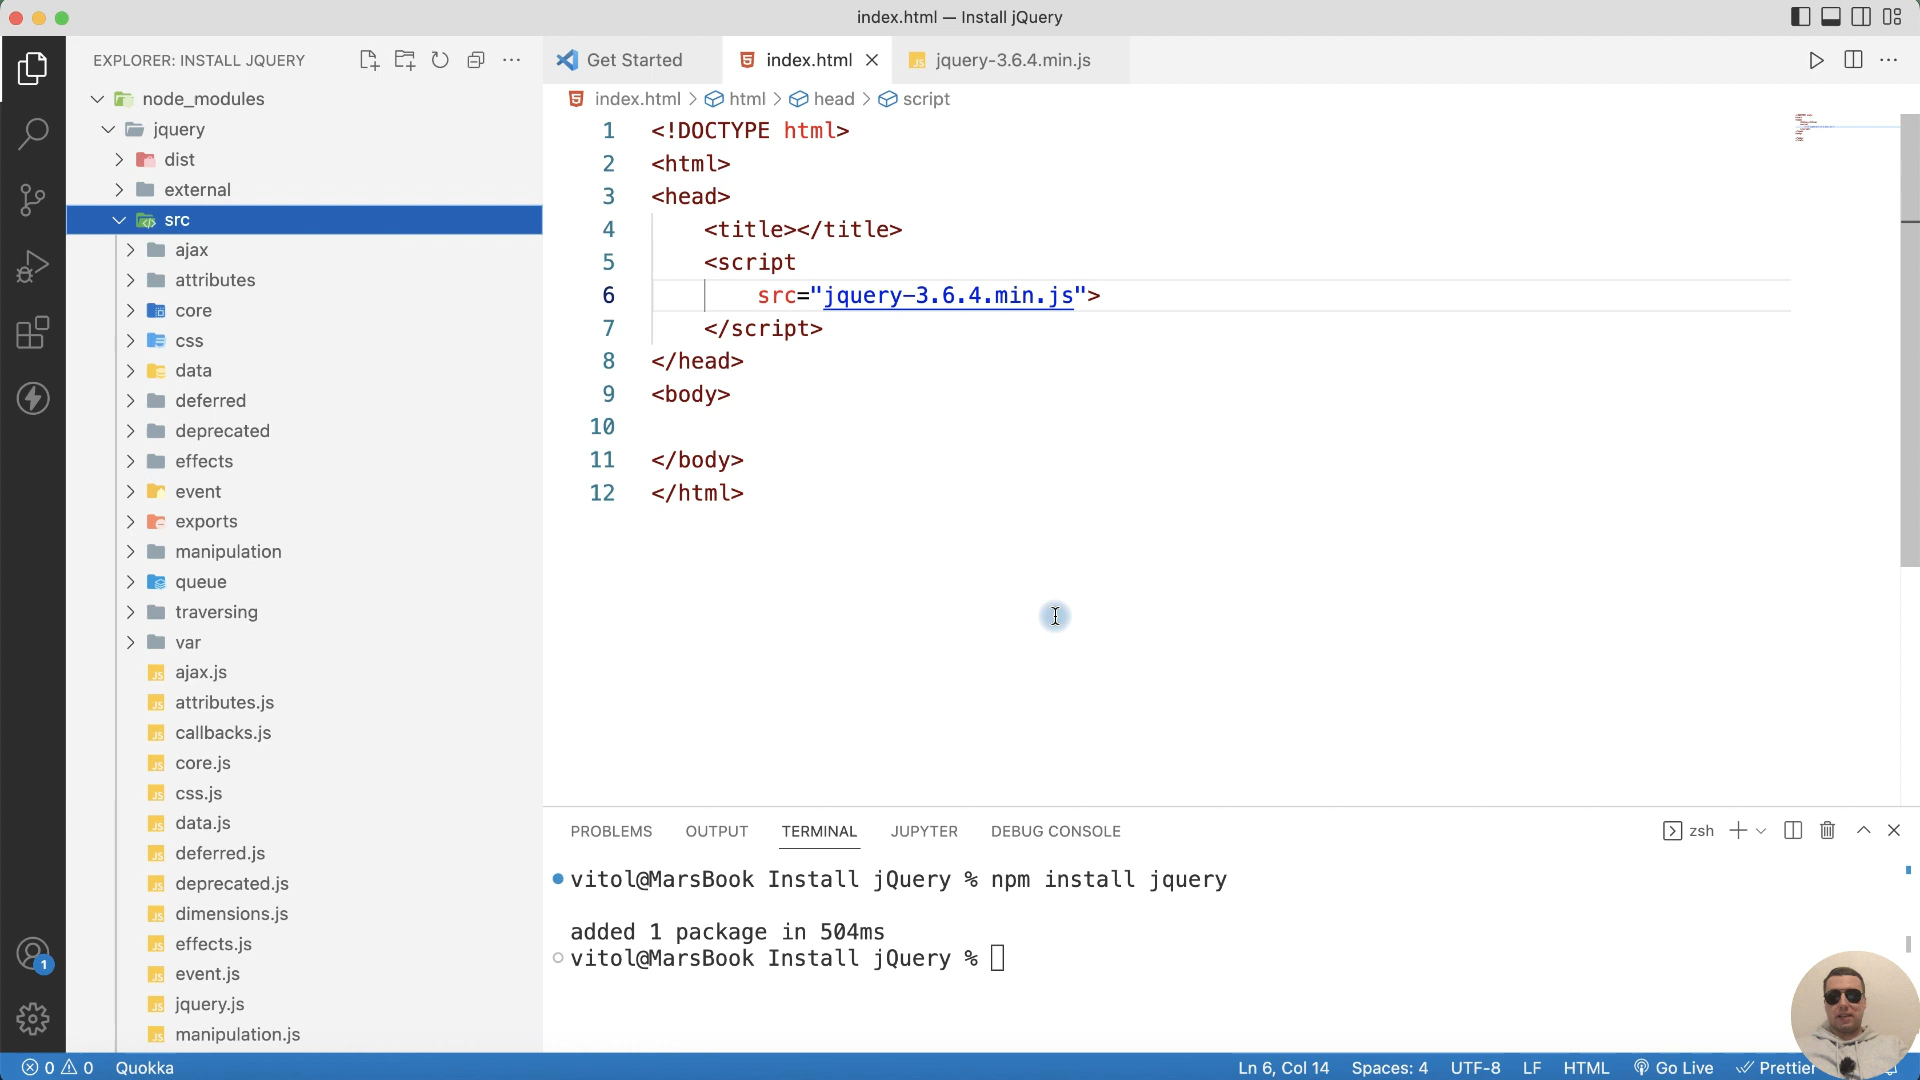 index.html — Install jQuery
EXPLORER: INSTALL JQUERY
node_modules
jquery
dist
external
src
ajax
attributes
core
css
data
deferred
deprecated
effects
event
exports
manipulation
queue
traversing
var
ajax.js
attributes.js
callbacks.js
core.js
css.js
data.js
deferred.js
deprecated.js
dimensions.js
effects.js
event.js
jquery.js
manipulation.js
Get Started
index.html
jquery-3.6.4.min.js
index.html > html > head > script
1 <!DOCTYPE html>
2 <html>
3 <head>
4 <title></title>
5 <script
6 src="jquery-3.6.4.min.js">
7 </script>
8 </head>
9 <body>
10
11 </body>
12 </html>
PROBLEMS OUTPUT TERMINAL JUPYTER DEBUG CONSOLE
zsh
vitol@MarsBook Install jQuery % npm install jquery
added 1 package in 504ms
vitol@MarsBook Install jQuery %
1
0 0 Quokka
Ln 6, Col 14 Spaces: 4 UTF-8 LF HTML Go Live Prettier